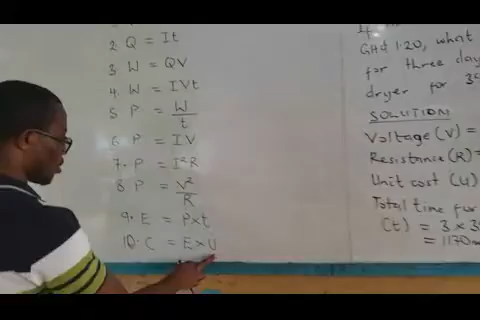 2. Q = It
3. W = QV
4. W = IVt
5 P = W/t
6. P = IV
7. P = I²R
8 P = V²/R
9. E = P×t
10. C = E×U
GH₵ 1.20, what
for three day
dryer for
SOLUTION
Voltage (V) =
Resistance (R) =
Unit cost (U) =
Total time for
(t) = 3 × 3
= 1170